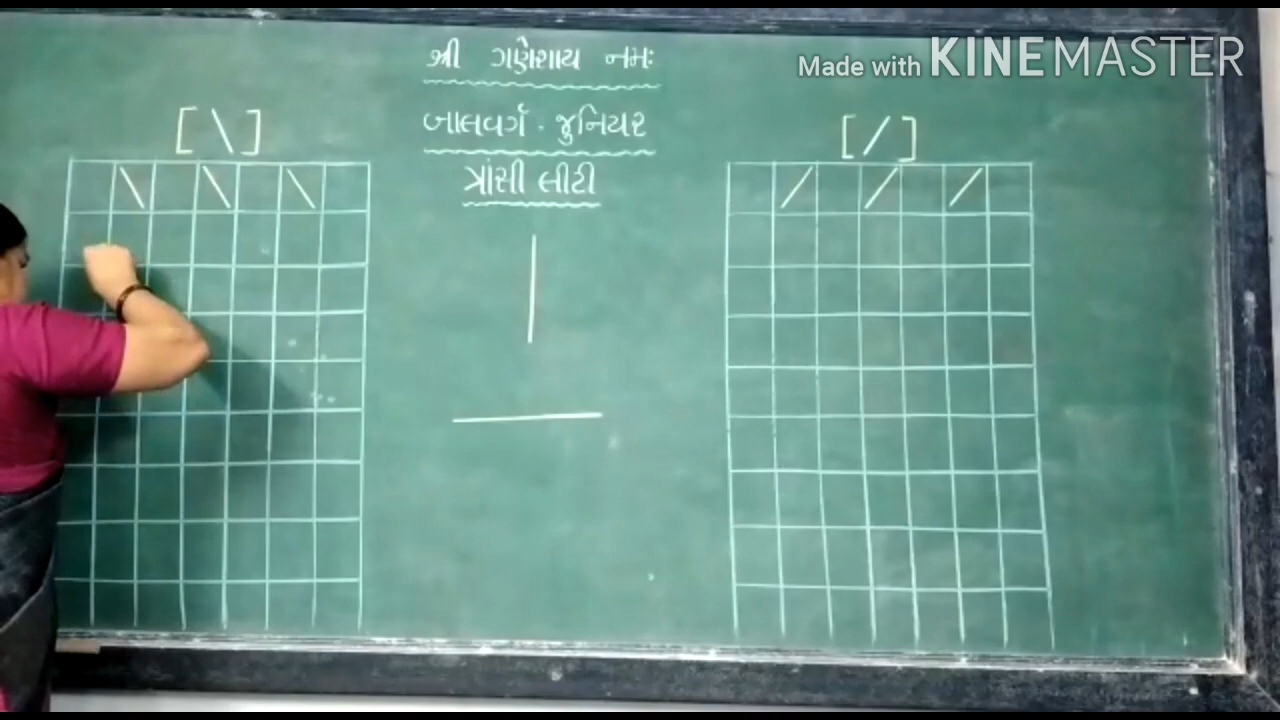 શ્રી ગણેશાય નમઃ
Made with KINEMASTER
[\]
બાલવર્ગ - જુનિયર
[/]
ત્રાંસી લીટી